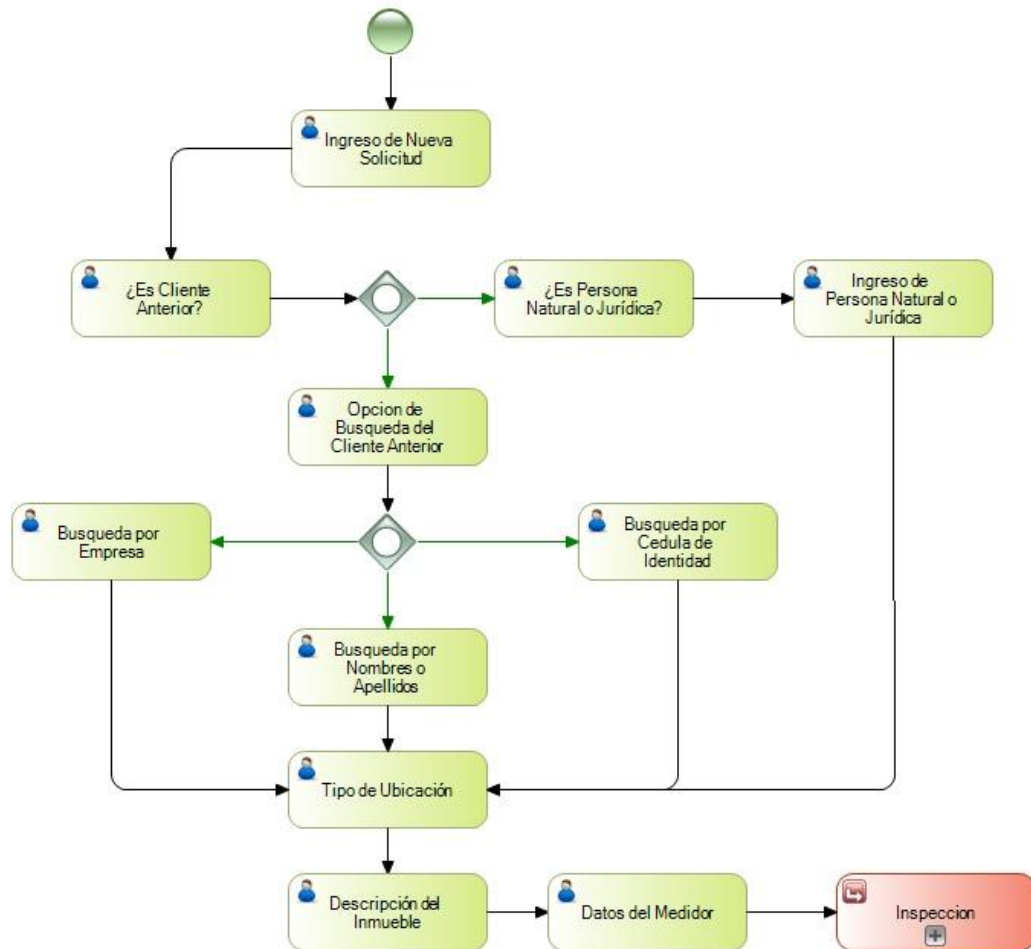 Ingreso de Nueva
Solicitud
¿Es Cliente
Anterior?
¿Es Persona
Natural o Jurídica?
Ingreso de
Persona Natural o
Jurídica
Opcion de
Busqueda del
Cliente Anterior
Busqueda por
Empresa
Busqueda por
Cedula de
Identidad
Busqueda por
Nombres o
Apellidos
Tipo de Ubicación
Descripción del
Inmueble
Datos del Medidor
Inspeccion